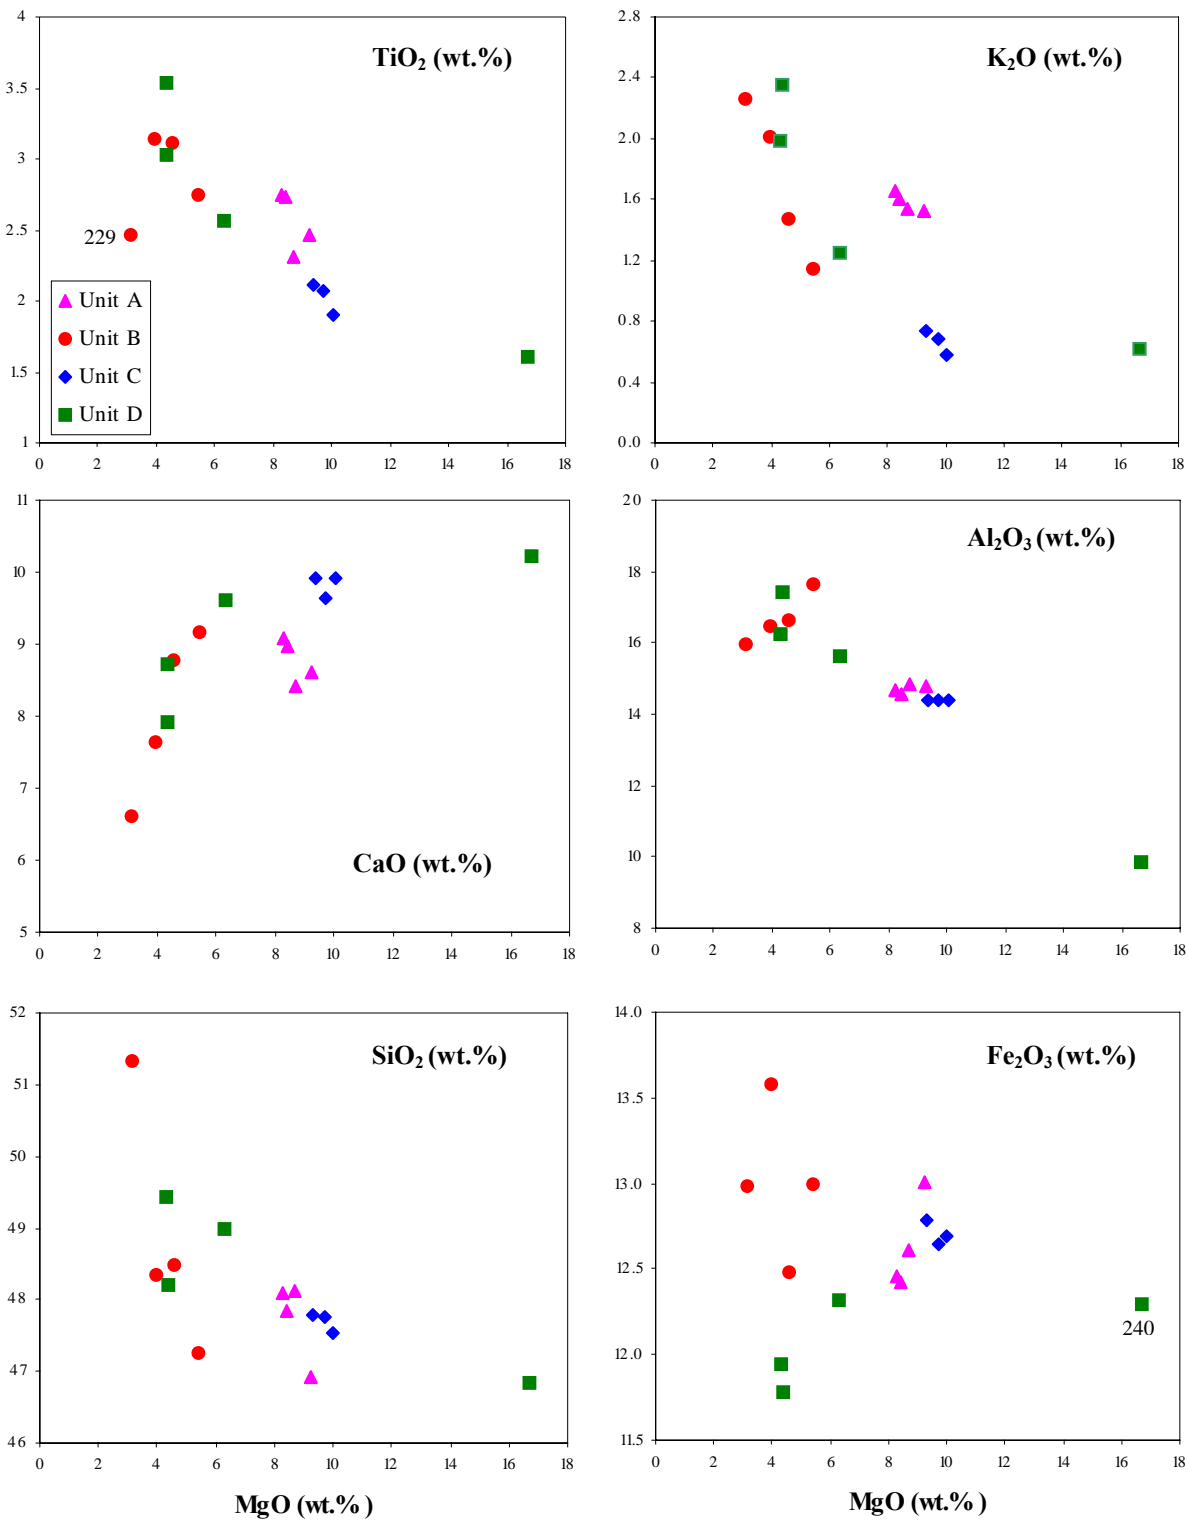 TiO₂ (wt.%)
4
3.5
3
2.5
2
1.5
1
229
Unit A
Unit B
Unit C
Unit D
0 2 4 6 8 10 12 14 16 18
K₂O (wt.%)
2.8
2.4
2.0
1.6
1.2
0.8
0.4
0.0
0 2 4 6 8 10 12 14 16 18
11
10
9
8
7
6
5
CaO (wt.%)
0 2 4 6 8 10 12 14 16 18
Al₂O₃ (wt.%)
20
18
16
14
12
10
8
0 2 4 6 8 10 12 14 16 18
SiO₂ (wt.%)
52
51
50
49
48
47
46
0 2 4 6 8 10 12 14 16 18
MgO (wt.%)
Fe₂O₃ (wt.%)
14.0
13.5
13.0
12.5
12.0
11.5
240
0 2 4 6 8 10 12 14 16 18
MgO (wt.%)